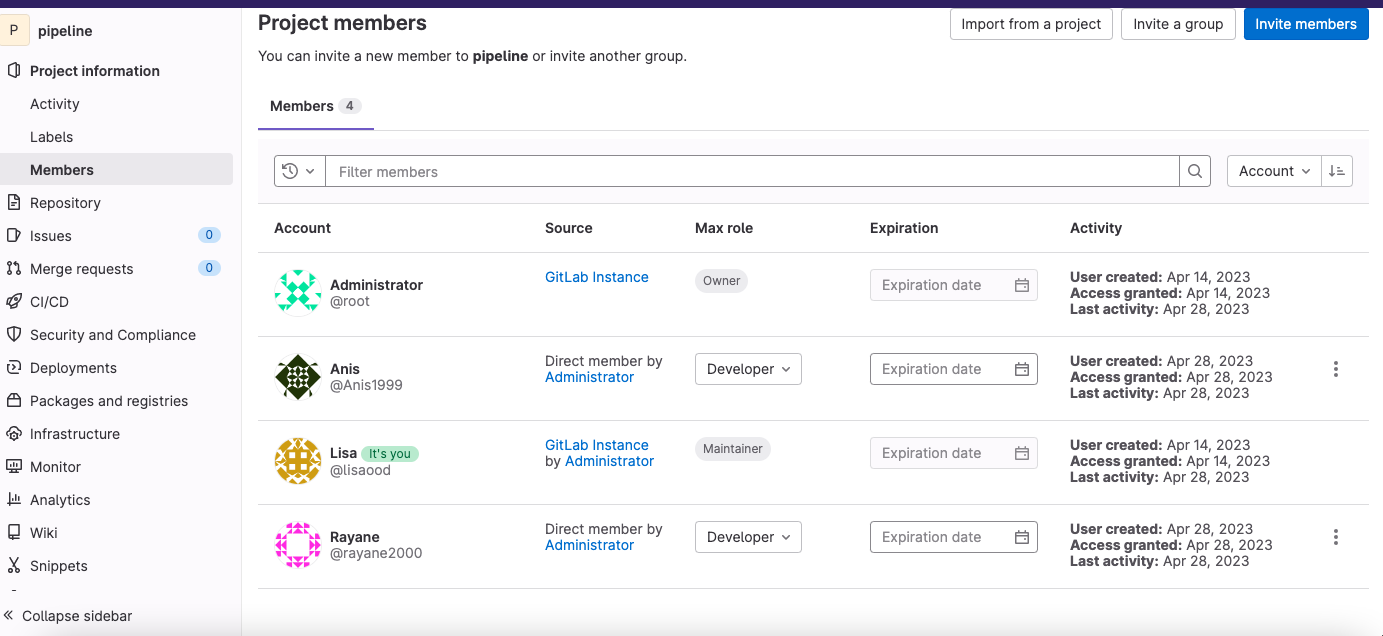 P pipeline
Project information
Activity
Labels
Members
Repository
Issues 0
Merge requests 0
CI/CD
Security and Compliance
Deployments
Packages and registries
Infrastructure
Monitor
Analytics
Wiki
Snippets
Collapse sidebar
Project members
Import from a project Invite a group Invite members
You can invite a new member to pipeline or invite another group.
Members 4
Filter members Account
Account Source Max role Expiration Activity
Administrator
@root
GitLab Instance
Owner
Expiration date
User created: Apr 14, 2023
Access granted: Apr 14, 2023
Last activity: Apr 28, 2023
Anis
@Anis1999
Direct member by
Administrator
Developer
Expiration date
User created: Apr 28, 2023
Access granted: Apr 28, 2023
Last activity: Apr 28, 2023
Lisa It's you
@lisaood
GitLab Instance
by Administrator
Maintainer
Expiration date
User created: Apr 14, 2023
Access granted: Apr 14, 2023
Last activity: Apr 28, 2023
Rayane
@rayane2000
Direct member by
Administrator
Developer
Expiration date
User created: Apr 28, 2023
Access granted: Apr 28, 2023
Last activity: Apr 28, 2023